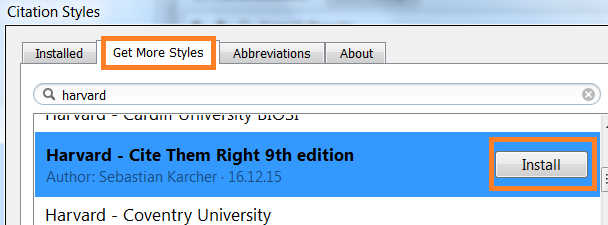 Citation Styles
Installed Get More Styles Abbreviations About
harvard
Harvard - Cardiff University BIOSI
Harvard - Cite Them Right 9th edition
Install
Author: Sebastian Karcher · 16.12.15
Harvard - Coventry University